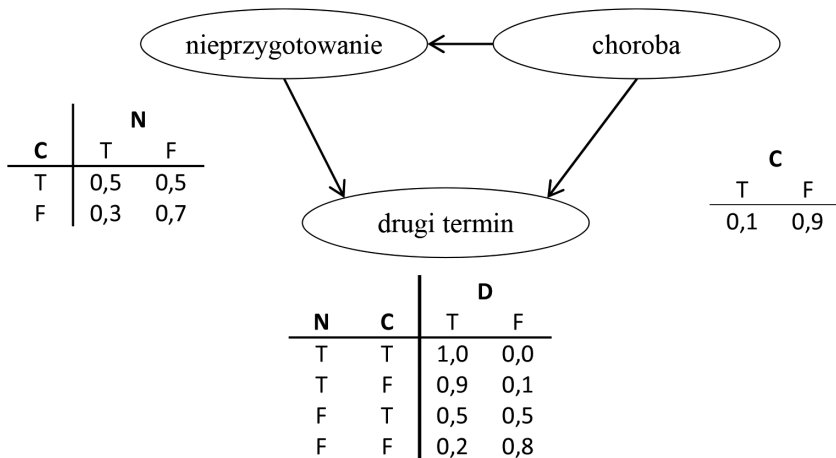 nieprzygotowanie
choroba
N
C T F
T 0,5 0,5
F 0,3 0,7
C
T F
0,1 0,9
drugi termin
D
N C T F
T T 1,0 0,0
T F 0,9 0,1
F T 0,5 0,5
F F 0,2 0,8